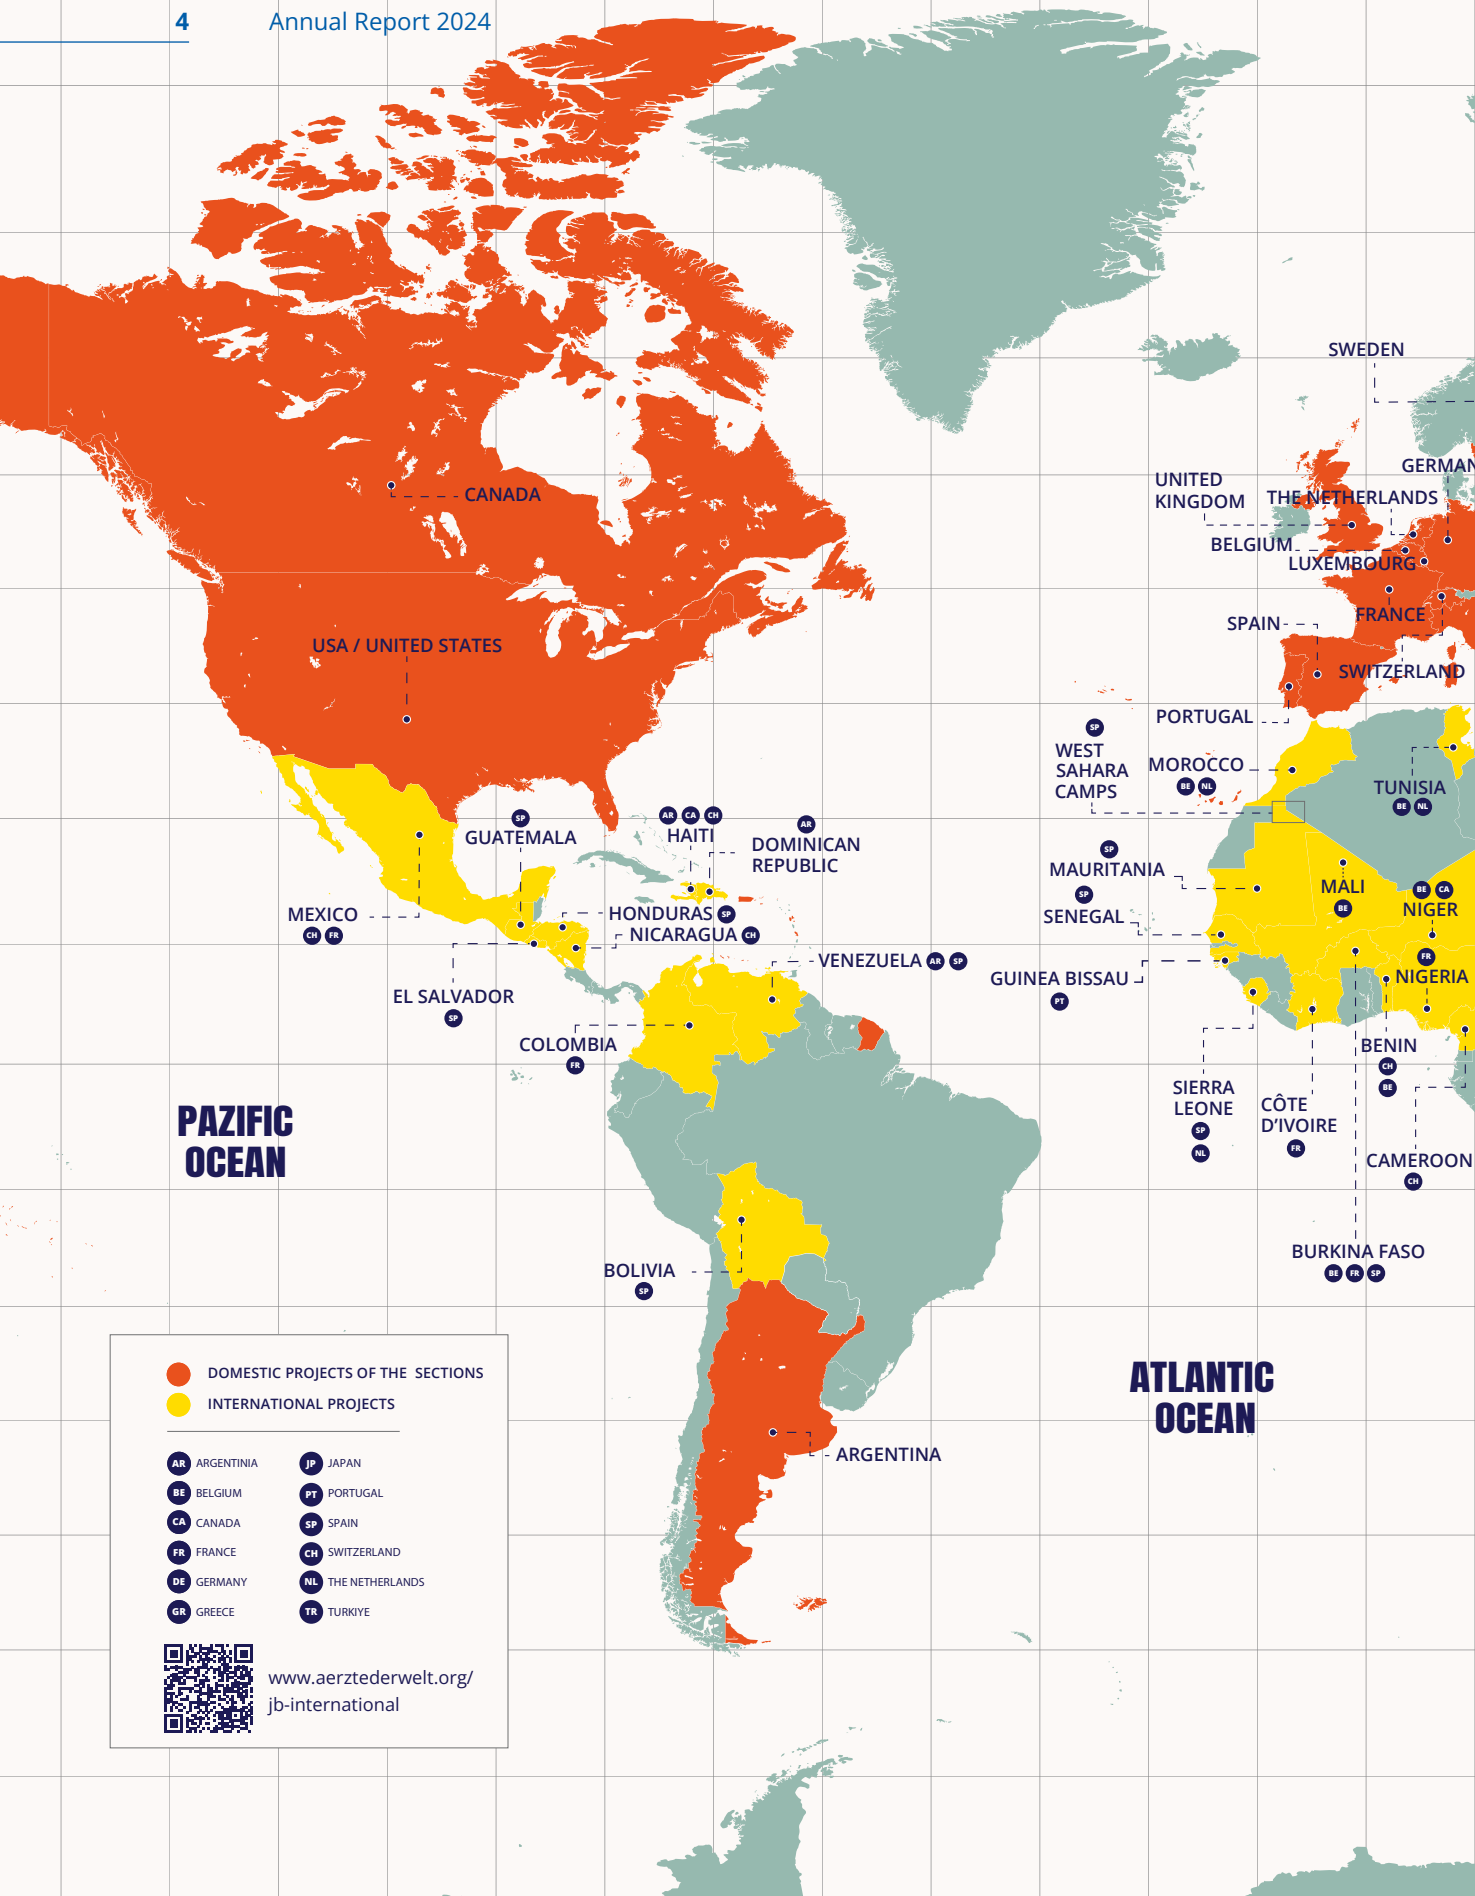 4 Annual Report 2024
SWEDEN
GERMAN
UNITED
KINGDOM
THE NETHERLANDS
BELGIUM
LUXEMBOURG
CANADA
FRANCE
SPAIN
SWITZERLAND
USA / UNITED STATES
PORTUGAL
SP
WEST
SAHARA
CAMPS
MOROCCO
BE NL
TUNISIA
BE NL
SP
GUATEMALA
AR CA CH
HAITI
AR
DOMINICAN
REPUBLIC
SP
MAURITANIA
MALI
BE
BE CA
NIGER
SP
SENEGAL
MEXICO
CH FR
HONDURAS SP
NICARAGUA CH
VENEZUELA AR SP
GUINEA BISSAU
PT
FR
NIGERIA
EL SALVADOR
SP
COLOMBIA
FR
BENIN
CH
BE
SIERRA
LEONE
SP
NL
CÔTE
D'IVOIRE
FR
CAMEROON
CH
PAZIFIC
OCEAN
BURKINA FASO
BE FR SP
BOLIVIA
SP
ATLANTIC
OCEAN
ARGENTINA
DOMESTIC PROJECTS OF THE SECTIONS
INTERNATIONAL PROJECTS
AR ARGENTINIA
BE BELGIUM
CA CANADA
FR FRANCE
DE GERMANY
GR GREECE
JP JAPAN
PT PORTUGAL
SP SPAIN
CH SWITZERLAND
NL THE NETHERLANDS
TR TURKIYE
www.aerztederwelt.org/
jb-international